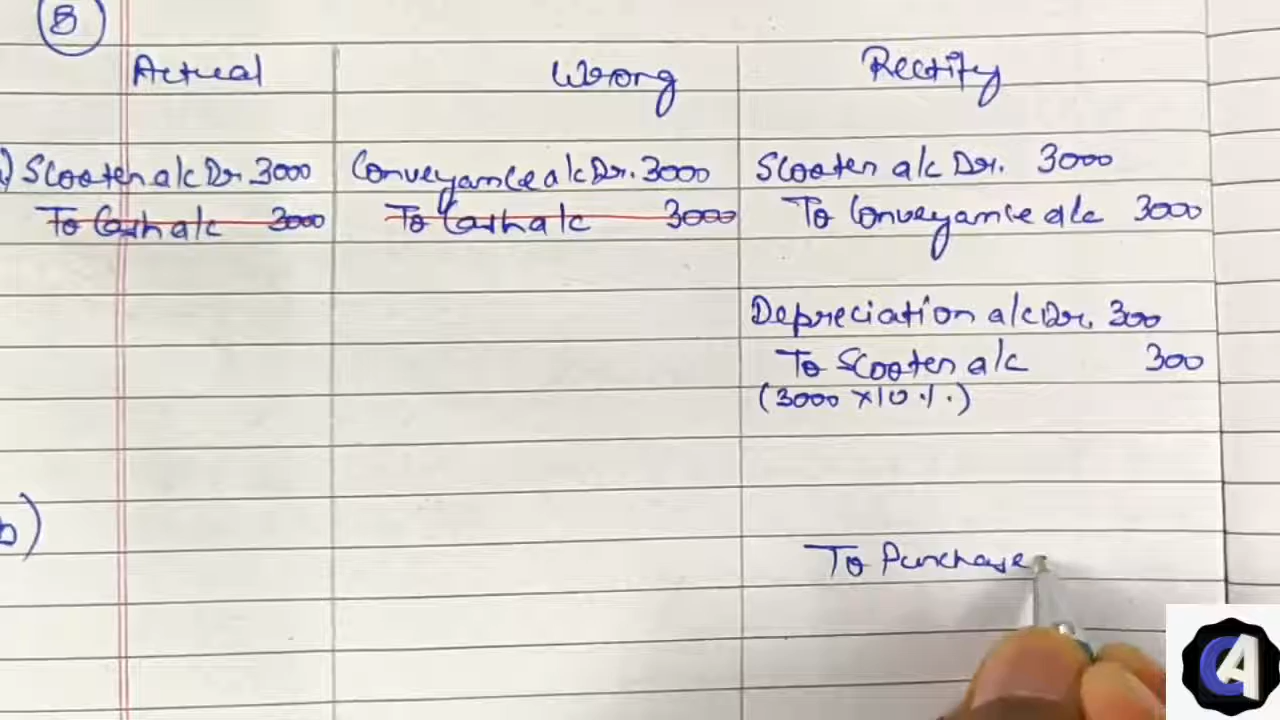 8
Actual Wrong Rectify
a) Scooter a/c Dr. 3000 Conveyance a/c Dr. 3000 Scooter a/c Dr. 3000
To Cash a/c 3000 To Cash a/c 3000 To Conveyance a/c 3000
Depreciation a/c Dr. 300
To Scooter a/c 300
(3000 × 10 %)
b)
To Purchase
CA